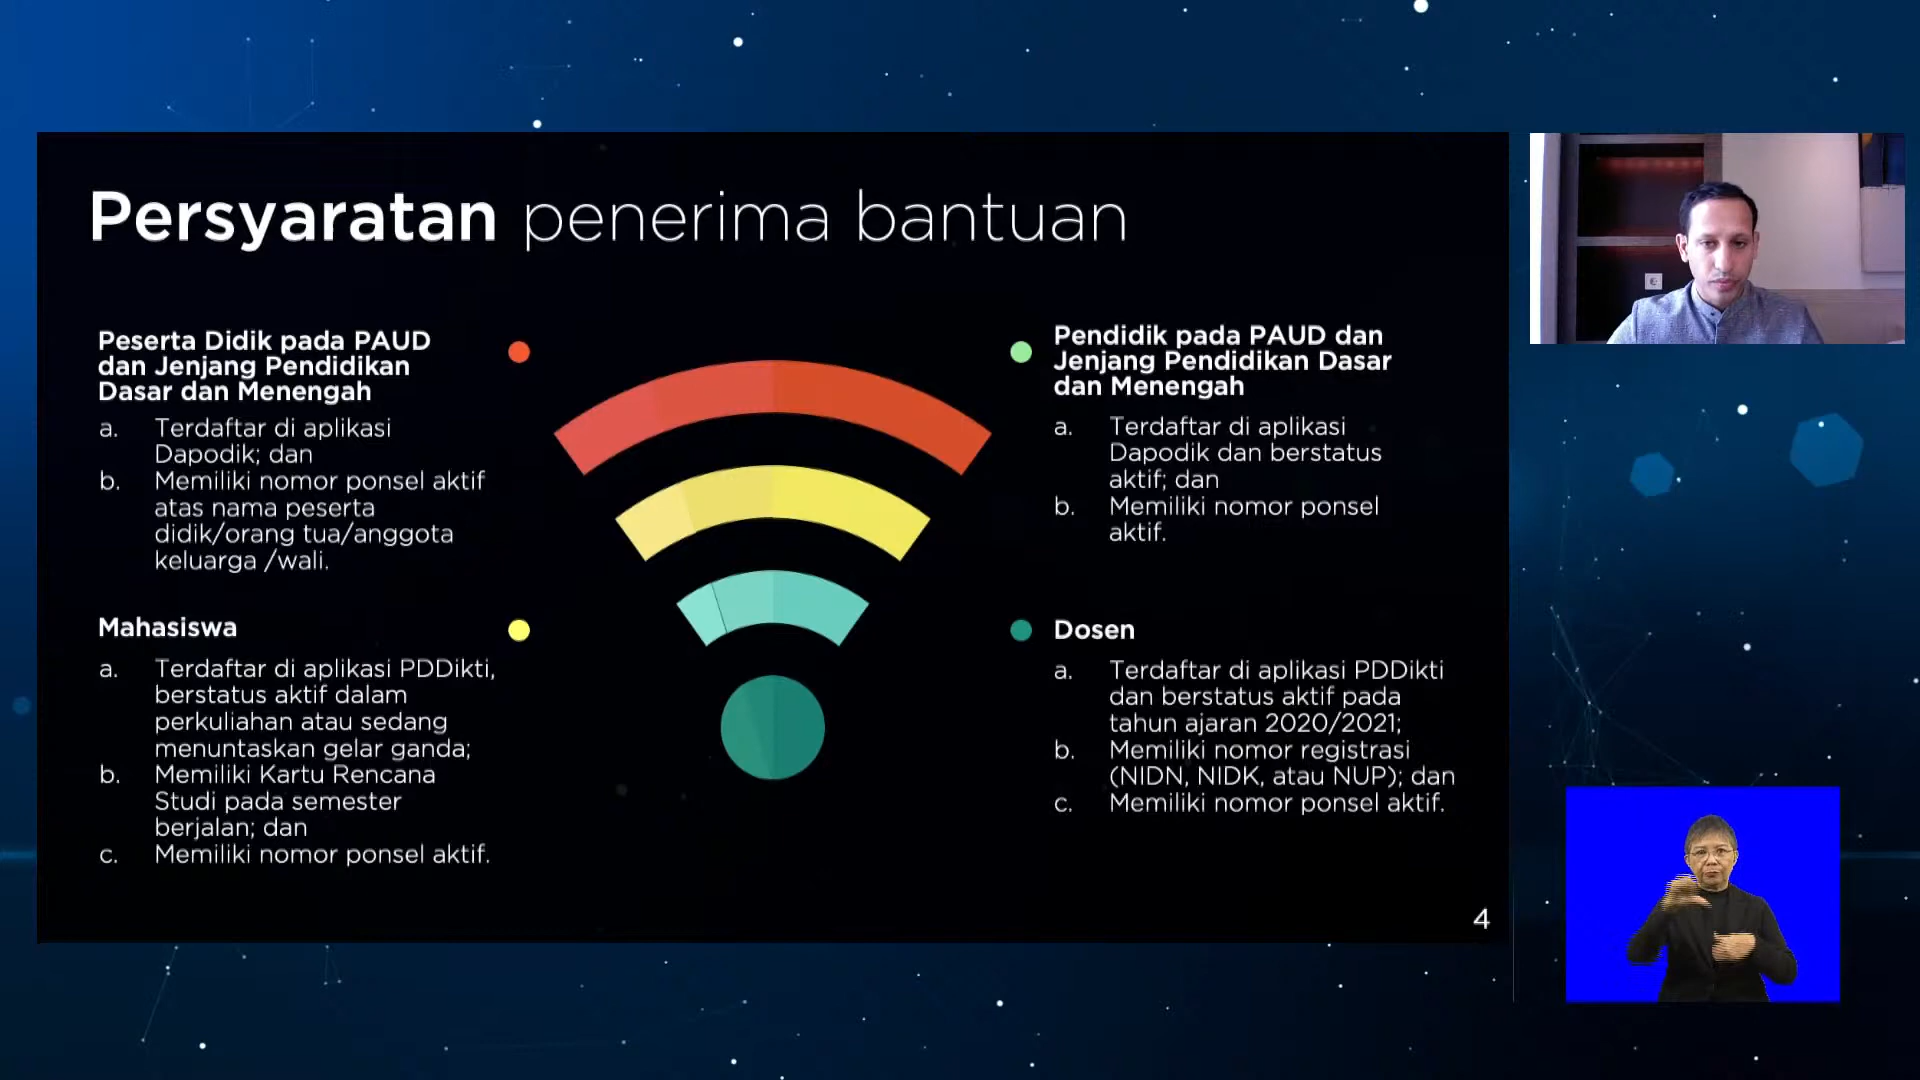 Persyaratan penerima bantuan
Peserta Didik pada PAUD
dan Jenjang Pendidikan
Dasar dan Menengah
a. Terdaftar di aplikasi
Dapodik; dan
b. Memiliki nomor ponsel aktif
atas nama peserta
didik/orang tua/anggota
keluarga /wali.
Mahasiswa
a. Terdaftar di aplikasi PDDikti,
berstatus aktif dalam
perkuliahan atau sedang
menuntaskan gelar ganda;
b. Memiliki Kartu Rencana
Studi pada semester
berjalan; dan
c. Memiliki nomor ponsel aktif.
Pendidik pada PAUD dan
Jenjang Pendidikan Dasar
dan Menengah
a. Terdaftar di aplikasi
Dapodik dan berstatus
aktif; dan
b. Memiliki nomor ponsel
aktif.
Dosen
a. Terdaftar di aplikasi PDDikti
dan berstatus aktif pada
tahun ajaran 2020/2021;
b. Memiliki nomor registrasi
(NIDN, NIDK, atau NUP); dan
c. Memiliki nomor ponsel aktif.
4